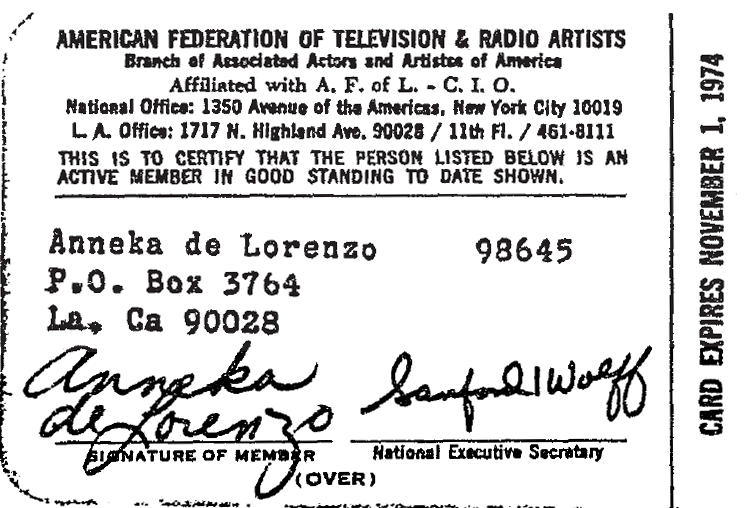 AMERICAN FEDERATION OF TELEVISION & RADIO ARTISTS
Branch of Associated Actors and Artistes of America
Affiliated with A. F. of L. - C. I. O.
National Office: 1350 Avenue of the Americas, New York City 10019
L. A. Office: 1717 N. Highland Ave. 90028 / 11th Fl. / 461-8111
THIS IS TO CERTIFY THAT THE PERSON LISTED BELOW IS AN
ACTIVE MEMBER IN GOOD STANDING TO DATE SHOWN.
Anneka de Lorenzo 98645
P.O. Box 3764
La, Ca 90028
Anneka
de Lorenzo
Sanford I Wolff
SIGNATURE OF MEMBER
National Executive Secretary
(OVER)
CARD EXPIRES NOVEMBER 1, 1974